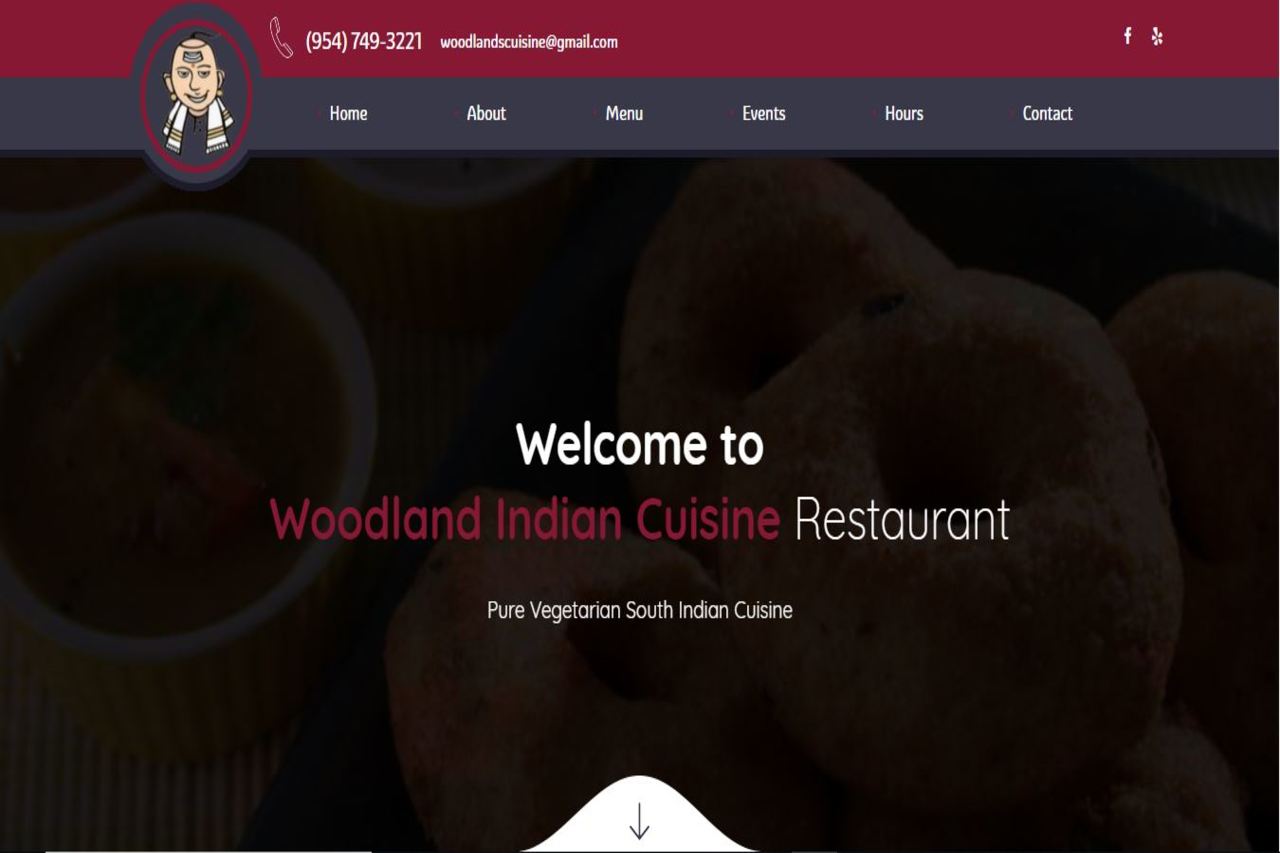 (954) 749-3221 woodlandscuisine@gmail.com
Home About Menu Events Hours Contact
Welcome to
Woodland Indian Cuisine Restaurant
Pure Vegetarian South Indian Cuisine